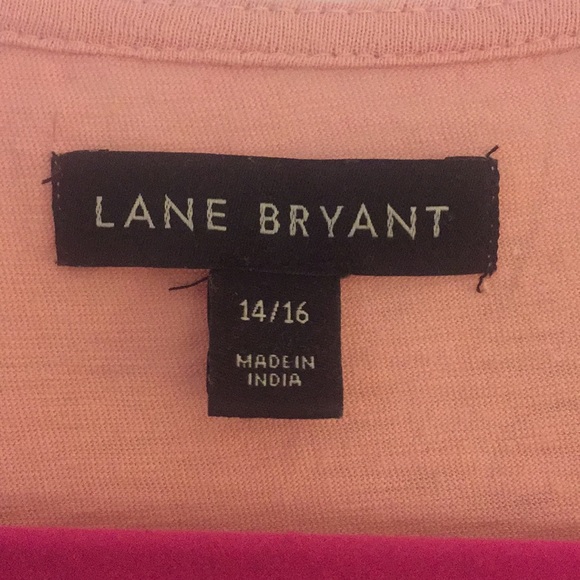 LANE BRYANT
14/16
MADE IN
INDIA